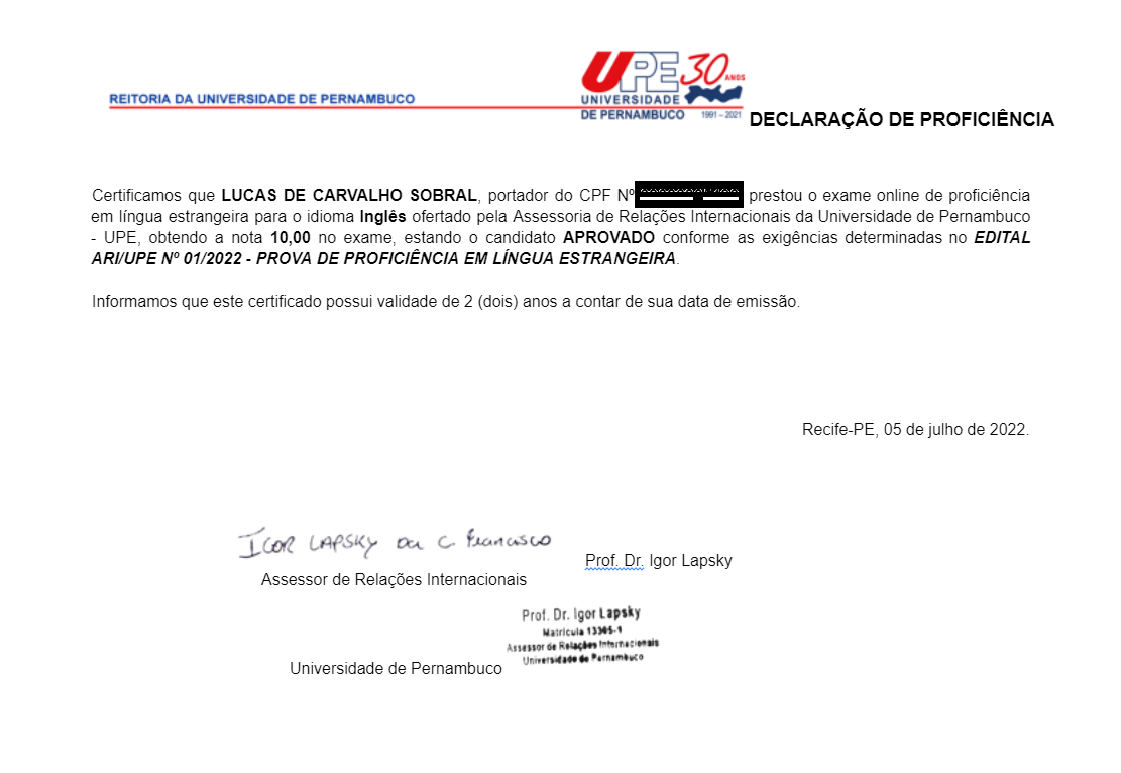 REITORIA DA UNIVERSIDADE DE PERNAMBUCO
UPE 30 ANOS
UNIVERSIDADE
DE PERNAMBUCO 1991 – 2021
DECLARAÇÃO DE PROFICIÊNCIA
Certificamos que LUCAS DE CARVALHO SOBRAL, portador do CPF Nº prestou o exame online de proficiência
em língua estrangeira para o idioma Inglês ofertado pela Assessoria de Relações Internacionais da Universidade de Pernambuco
- UPE, obtendo a nota 10,00 no exame, estando o candidato APROVADO conforme as exigências determinadas no EDITAL
ARI/UPE Nº 01/2022 - PROVA DE PROFICIÊNCIA EM LÍNGUA ESTRANGEIRA.
Informamos que este certificado possui validade de 2 (dois) anos a contar de sua data de emissão.
Recife-PE, 05 de julho de 2022.
IGOR LAPSKY da C. Francisco
Prof. Dr. Igor Lapsky
Assessor de Relações Internacionais
Prof. Dr. Igor Lapsky
Matrícula 13305-1
Assessor de Relações Internacionais
Universidade de Pernambuco
Universidade de Pernambuco